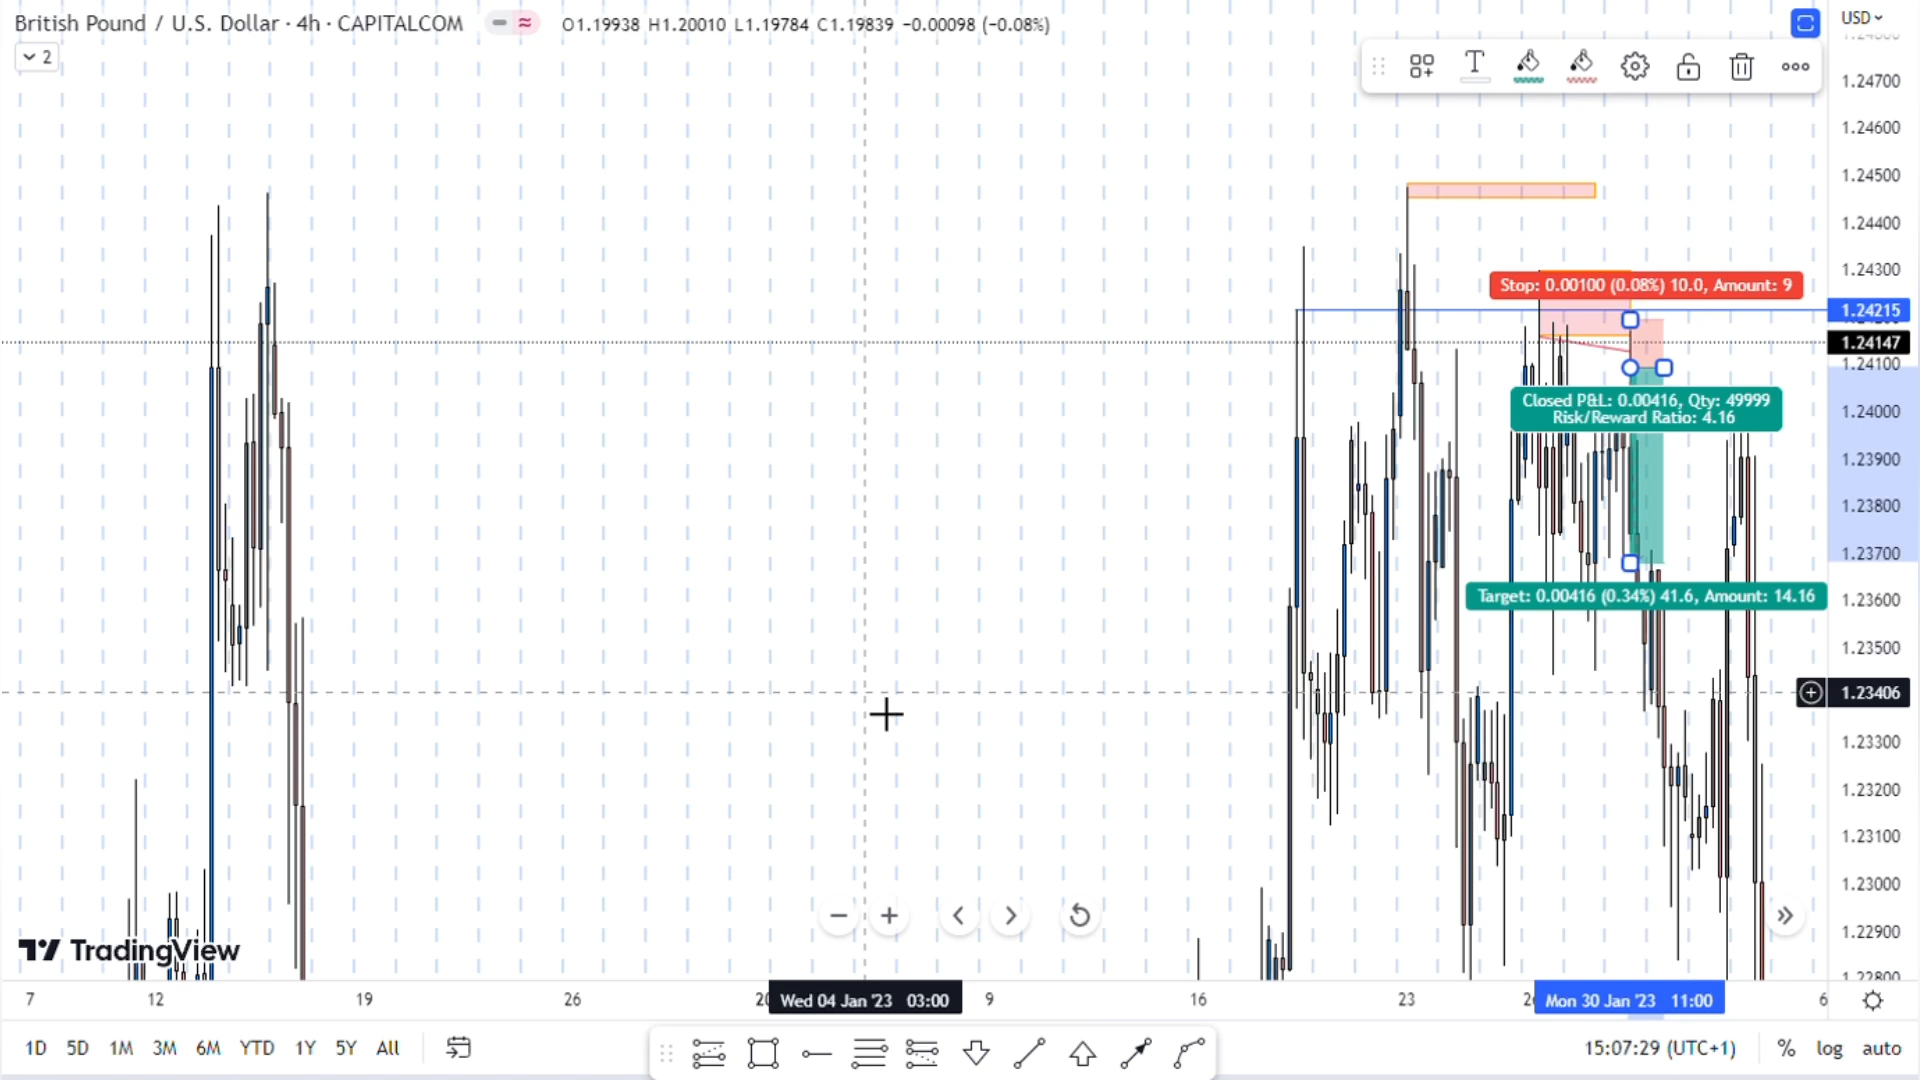 British Pound / U.S. Dollar · 4h · CAPITALCOM
O1.19938 H1.20010 L1.19784 C1.19839 −0.00098 (−0.08%)
USD
2
T
1.24700
1.24600
1.24500
1.24400
1.24300
Stop: 0.00100 (0.08%) 10.0, Amount: 9
1.24215
1.24147
1.24100
Closed P&L: 0.00416, Qty: 49999
Risk/Reward Ratio: 4.16
1.24000
1.23900
1.23800
1.23700
Target: 0.00416 (0.34%) 41.6, Amount: 14.16
1.23600
1.23500
1.23406
1.23300
1.23200
1.23100
1.23000
1.22900
1.22800
TradingView
7 12 19 26 Wed 04 Jan '23 03:00 9 16 23 Mon 30 Jan '23 11:00 6
1D 5D 1M 3M 6M YTD 1Y 5Y All
15:07:29 (UTC+1) % log auto